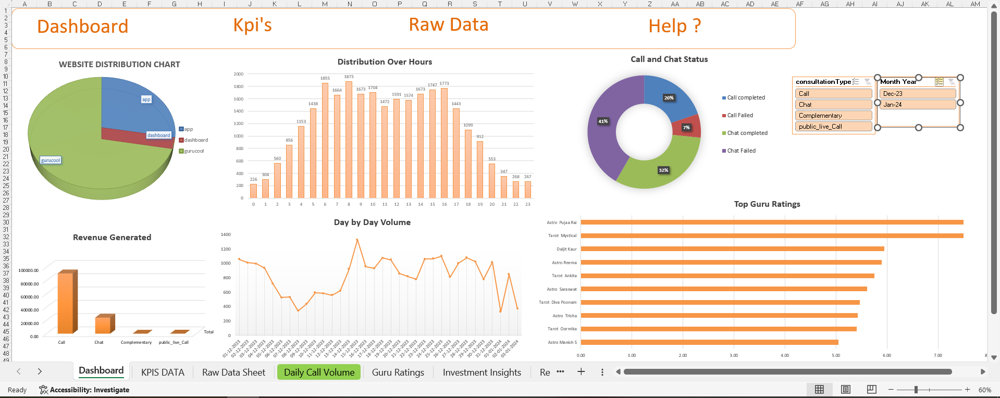 A B C D E F G H I J K L M N O P Q R S T U V W X Y Z AA AB AC AD AE AF AG AH AI AJ AK AL AM
1
2
3
4
5
6
7
8
9
10
11
12
13
14
15
16
17
18
19
20
21
22
23
24
25
26
27
28
29
30
31
32
33
34
35
36
37
38
39
40
41
42
43
44
45
46
47
48
49
Dashboard Kpi's Raw Data Help ?
WEBSITE DISTRIBUTION CHART
app
dashboard
gurucool
app
dashboard
gurucool
Distribution Over Hours
2000
1800
1600
1400
1200
1000
800
600
400
200
0
226 304 560 856 1153 1438 1855 1664 1875 1673 1704 1472 1591 1574 1673 1747 1773 1443 1099 912 553 347 268 267
0 1 2 3 4 5 6 7 8 9 10 11 12 13 14 15 16 17 18 19 20 21 22 23
Call and Chat Status
20%
7%
32%
41%
Call completed
Call Failed
Chat completed
Chat Failed
consultationType
Call
Chat
Complementary
public_live_Call
Month Year
Dec-23
Jan-24
Revenue Generated
100000.00
80000.00
60000.00
40000.00
20000.00
0.00
Call Chat Complementary public_live_Call
Total
Day by Day Volume
1400
1200
1000
800
600
400
200
0
01-12-2023 02-12-2023 03-12-2023 04-12-2023 05-12-2023 06-12-2023 07-12-2023 08-12-2023 09-12-2023 10-12-2023 11-12-2023 12-12-2023 13-12-2023 14-12-2023 15-12-2023 16-12-2023 17-12-2023 18-12-2023 19-12-2023 20-12-2023 21-12-2023 22-12-2023 23-12-2023 24-12-2023 25-12-2023 26-12-2023 27-12-2023 28-12-2023 29-12-2023 30-12-2023 31-12-2023 01-01-2024 02-01-2024 03-01-2024
Top Guru Ratings
Astro Pujaa Rai
Tarot Mystical
Daljit Kaur
Astro Reema
Tarot Ankita
Astro Saraswat
Tarot Diva Poonam
Astro Trisha
Tarot Oormika
Astro Manish S
0.00 1.00 2.00 3.00 4.00 5.00 6.00 7.00 8
Dashboard KPIS DATA Raw Data Sheet Daily Call Volume Guru Ratings Investment Insights Re ...
Ready Accessibility: Investigate 60%